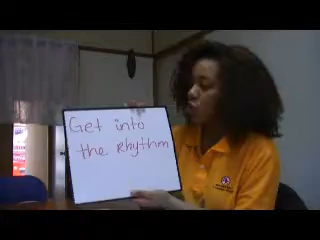 Get into
the Rhythm